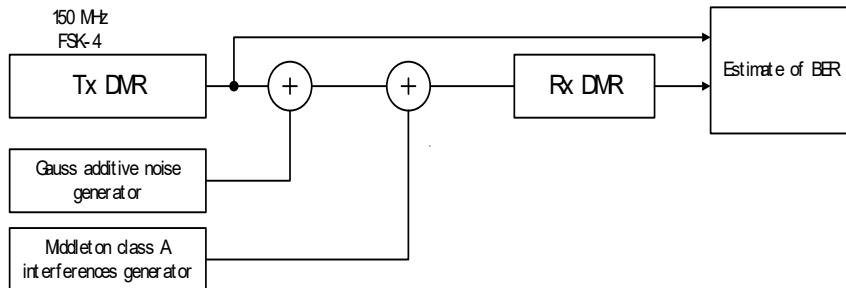 150 MHz
FSK-4
Tx DMR
+
+
Rx DMR
Estimate of BER
Gauss additive noise
generator
Middleton class A
interferences generator